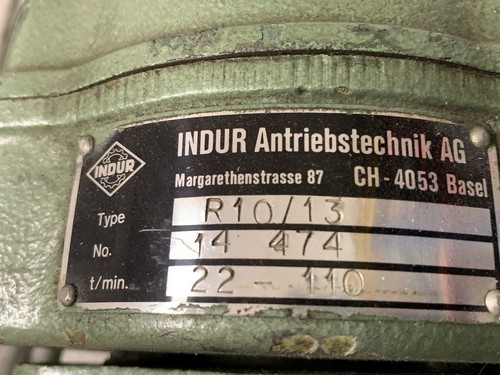 INDUR
INDUR Antriebstechnik AG
Margarethenstrasse 87 CH-4053 Basel
Type R10/13
No. 14 474
t/min. 22 - 110